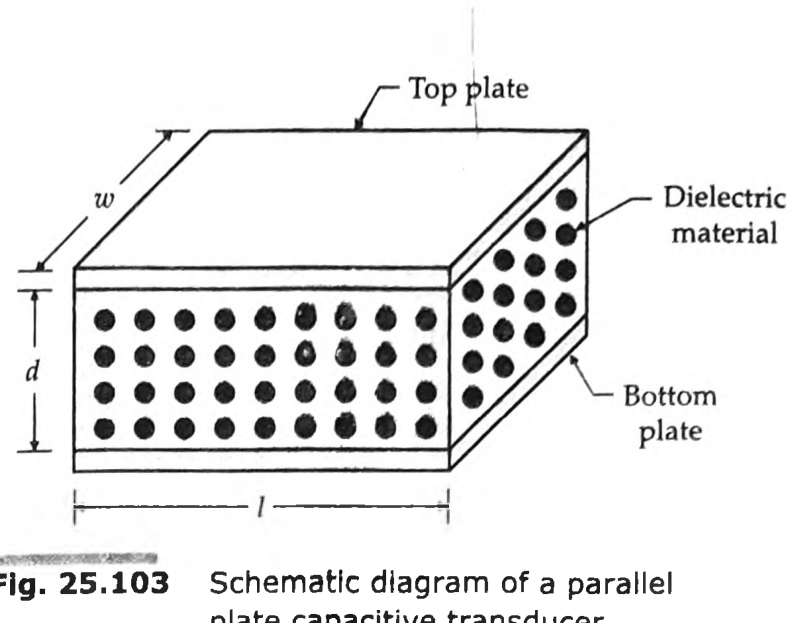 Top plate
w
Dielectric
material
d
Bottom
plate
l
Fig. 25.103 Schematic diagram of a parallel
plate capacitive transducer